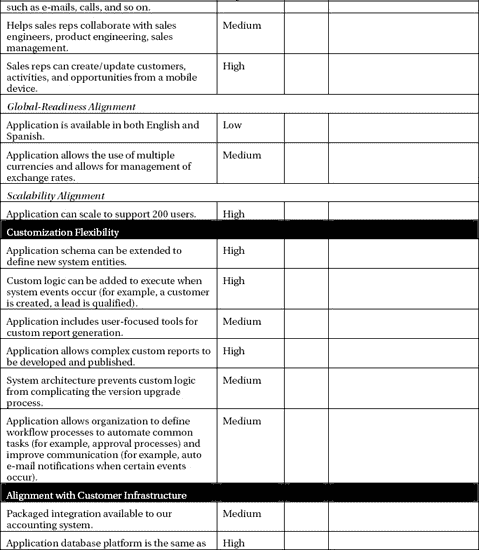 such as e-mails, calls, and so on.
Helps sales reps collaborate with sales Medium
engineers, product engineering, sales
management.
Sales reps can create/update customers, High
activities, and opportunities from a mobile
device.
Global-Readiness Alignment
Application is available in both English and Low
Spanish.
Application allows the use of multiple Medium
currencies and allows for management of
exchange rates.
Scalability Alignment
Application can scale to support 200 users. High
Customization Flexibility
Application schema can be extended to High
define new system entities.
Custom logic can be added to execute when High
system events occur (for example, a customer
is created, a lead is qualified).
Application includes user-focused tools for Medium
custom report generation.
Application allows complex custom reports to High
be developed and published.
System architecture prevents custom logic Medium
from complicating the version upgrade
process.
Application allows organization to define Medium
workflow processes to automate common
tasks (for example, approval processes) and
improve communication (for example, auto
e-mail notifications when certain events
occur).
Alignment with Customer Infrastructure
Packaged integration available to our Medium
accounting system.
Application database platform is the same as High